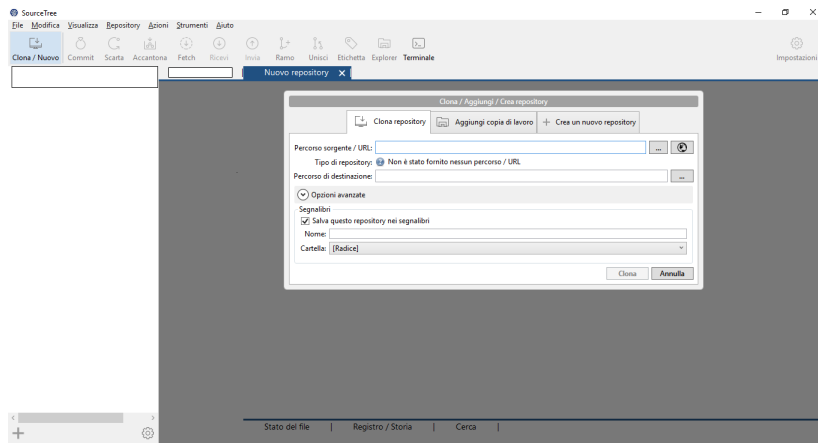 SourceTree
File Modifica Visualizza Repository Azioni Strumenti Aiuto
Clona / Nuovo Commit Scarta Accantona Fetch Ricevi Invia Ramo Unisci Etichetta Explorer Terminale Impostazioni
Nuovo repository
Clona / Aggiungi / Crea repository
Clona repository Aggiungi copia di lavoro Crea un nuovo repository
Percorso sorgente / URL: ...
Tipo di repository: Non è stato fornito nessun percorso / URL
Percorso di destinazione: ...
Opzioni avanzate
Segnalibri
Salva questo repository nei segnalibri
Nome:
Cartella: [Radice]
Clona Annulla
Stato del file | Registro / Storia | Cerca |